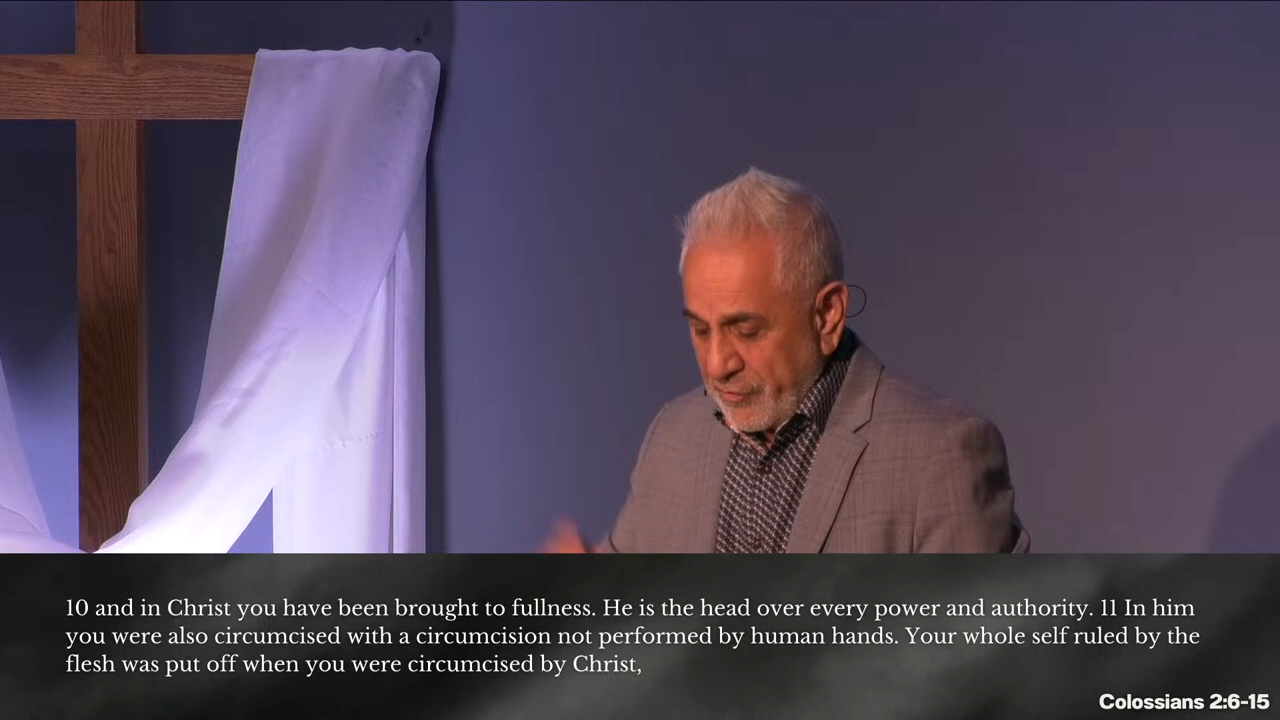 10 and in Christ you have been brought to fullness. He is the head over every power and authority. 11 In him
you were also circumcised with a circumcision not performed by human hands. Your whole self ruled by the
flesh was put off when you were circumcised by Christ,
Colossians 2:6-15